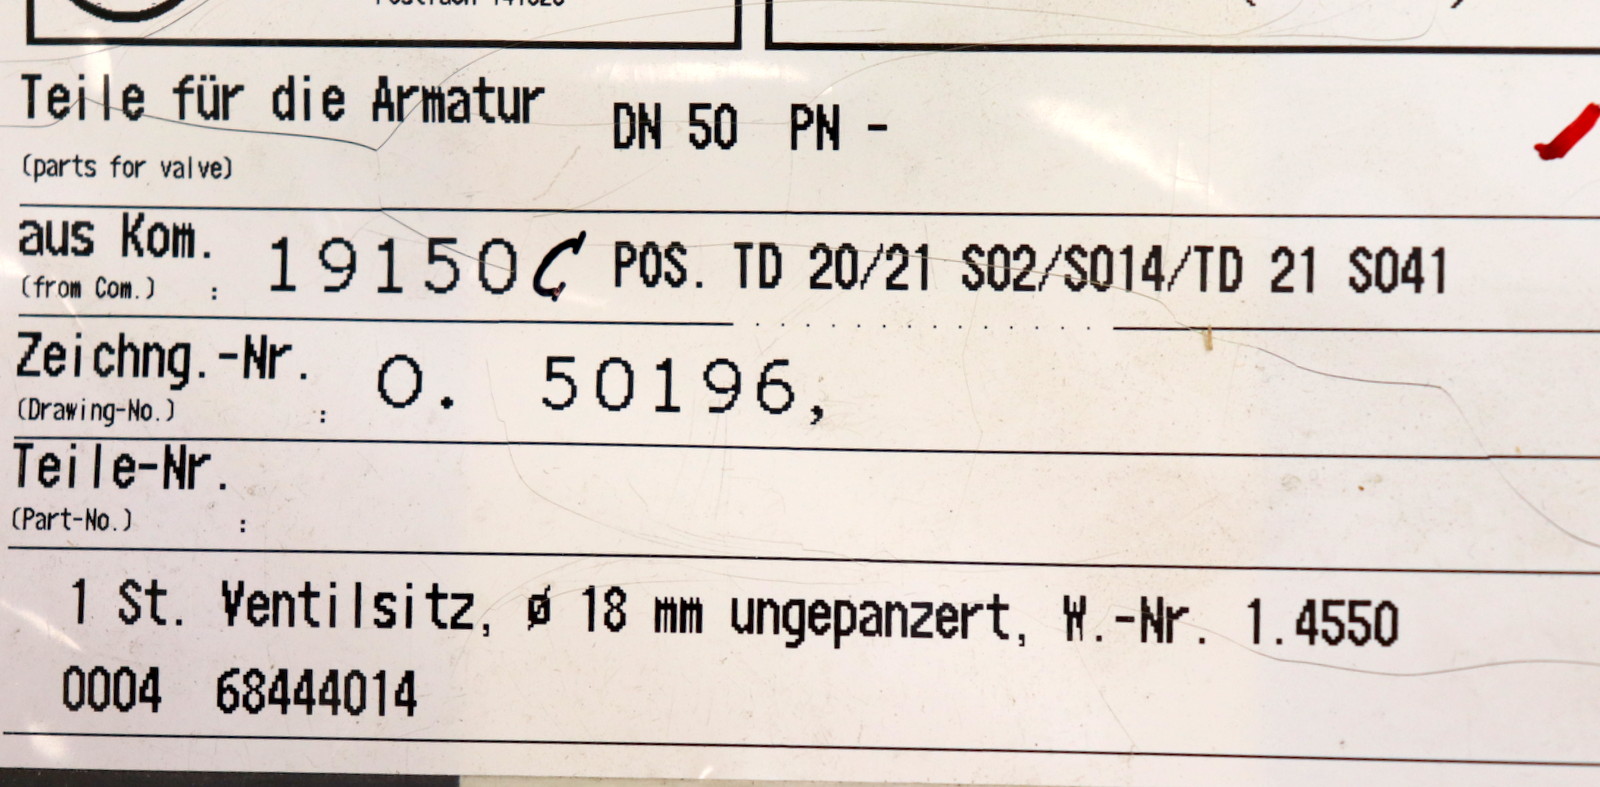 Teile für die Armatur DN 50 PN -
(parts for valve)
aus Kom. 19150C POS. TD 20/21 S02/S014/TD 21 S041
(from Com.) :
Zeichng.-Nr. 0. 50196,
(Drawing-No.) :
Teile-Nr.
(Part-No.) :
1 St. Ventilsitz, ø 18 mm ungepanzert, W.-Nr. 1.4550
0004 68444014